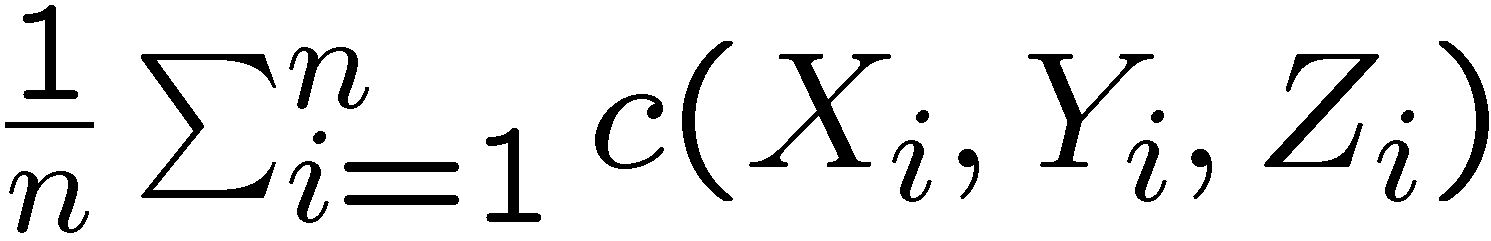 \frac{1}{n} \sum_{i=1}^{n} c(X_i, Y_i, Z_i)